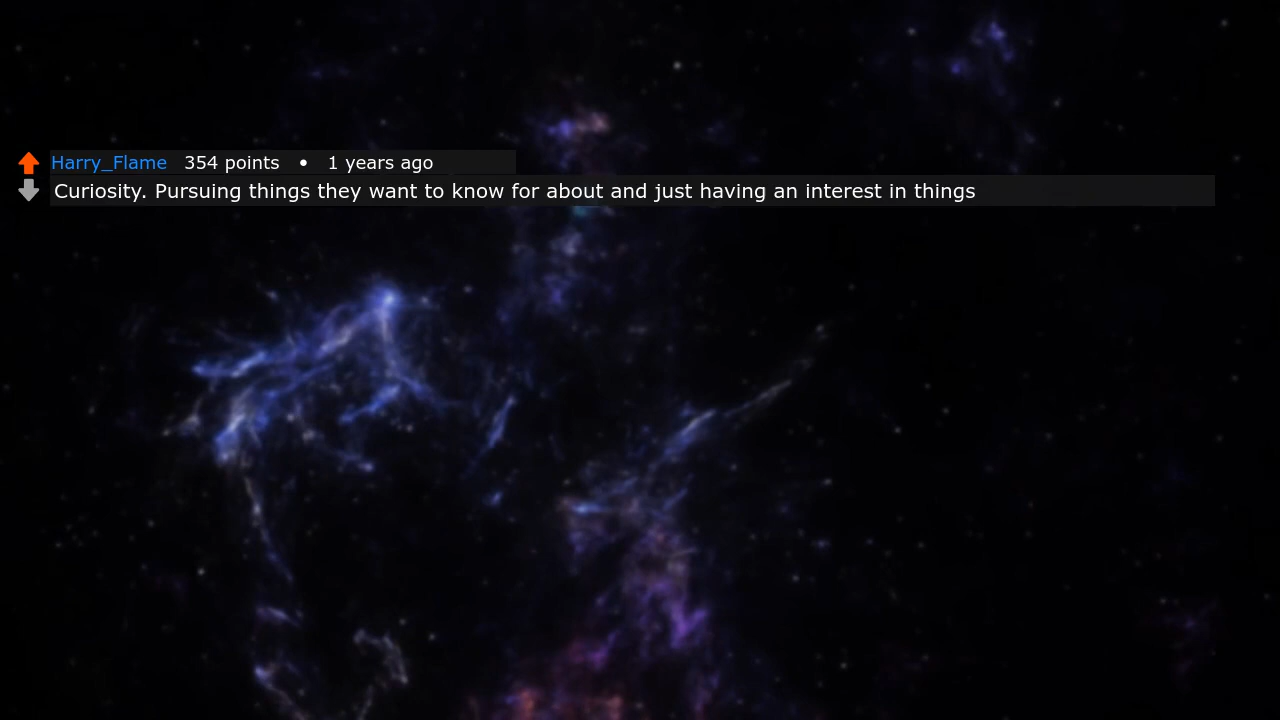 Harry_Flame 354 points • 1 years ago
Curiosity. Pursuing things they want to know for about and just having an interest in things